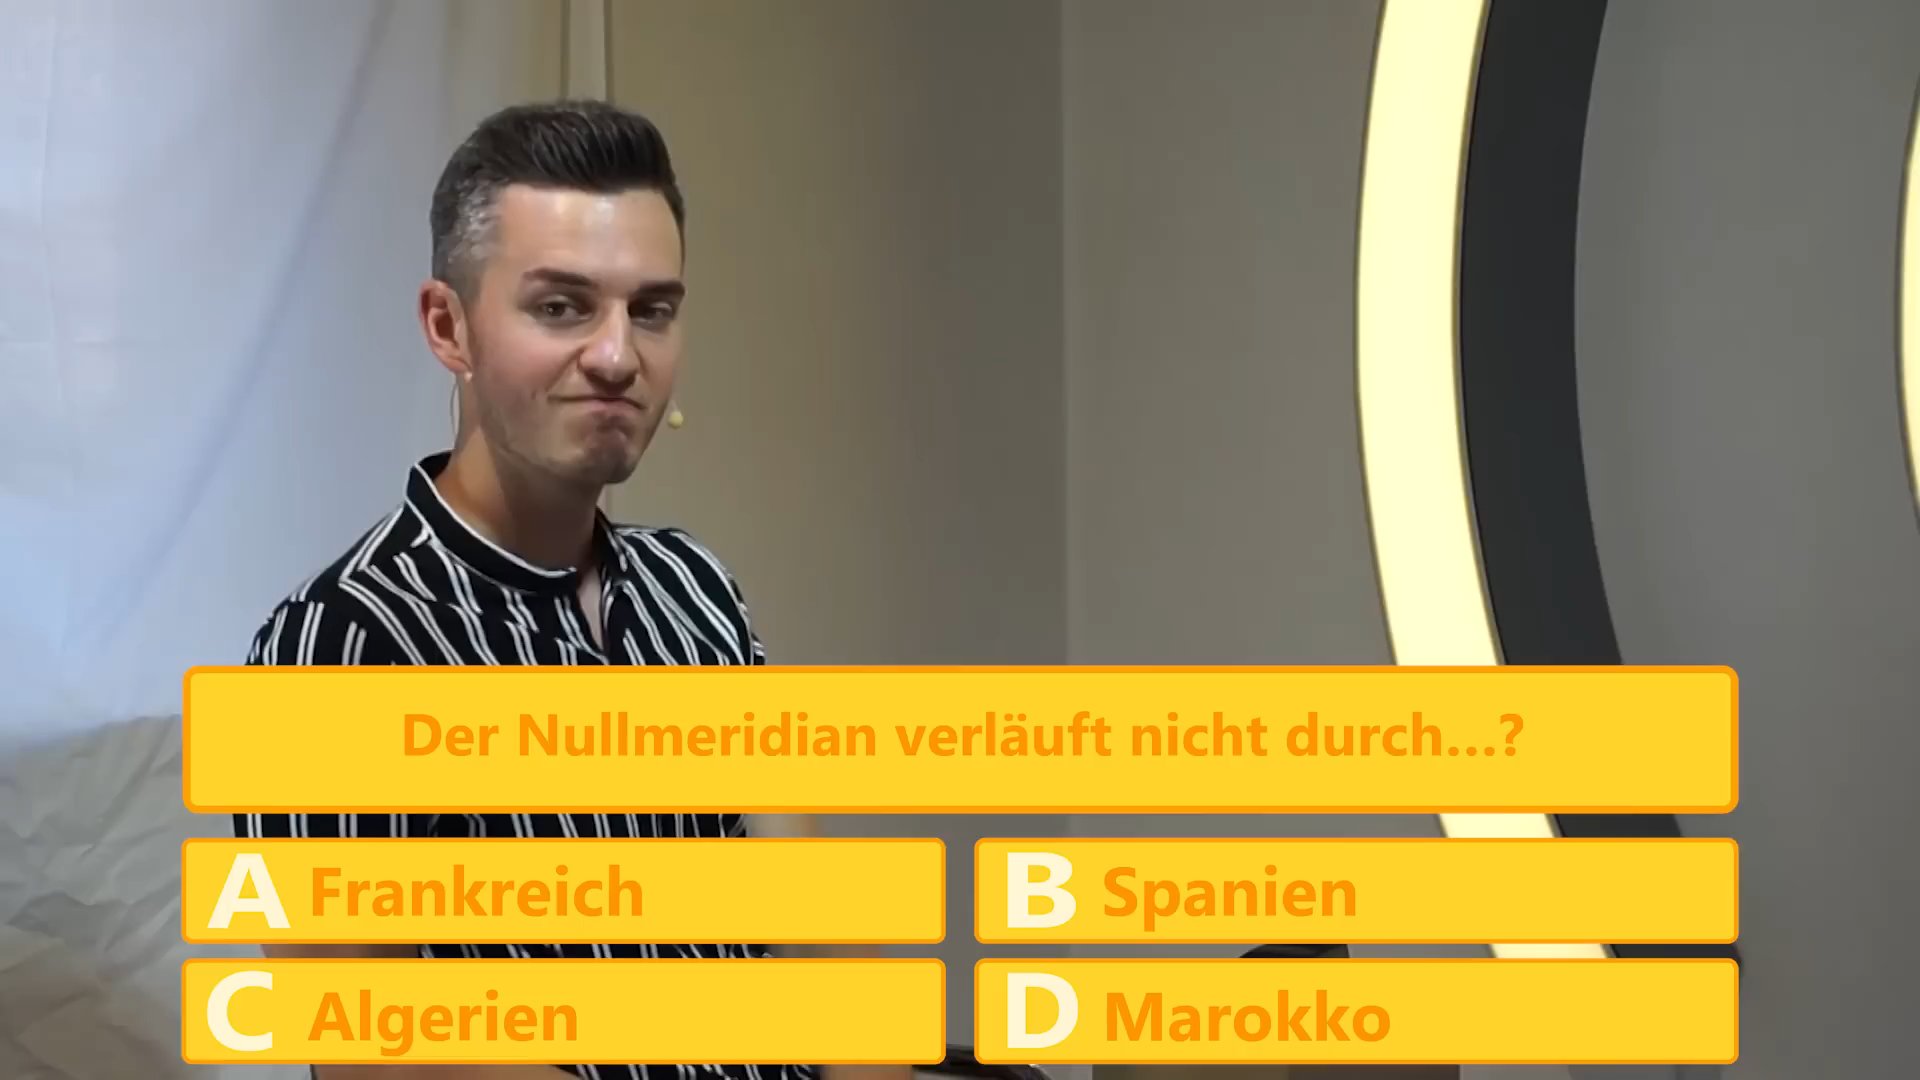 Der Nullmeridian verläuft nicht durch...?
A Frankreich
B Spanien
C Algerien
D Marokko